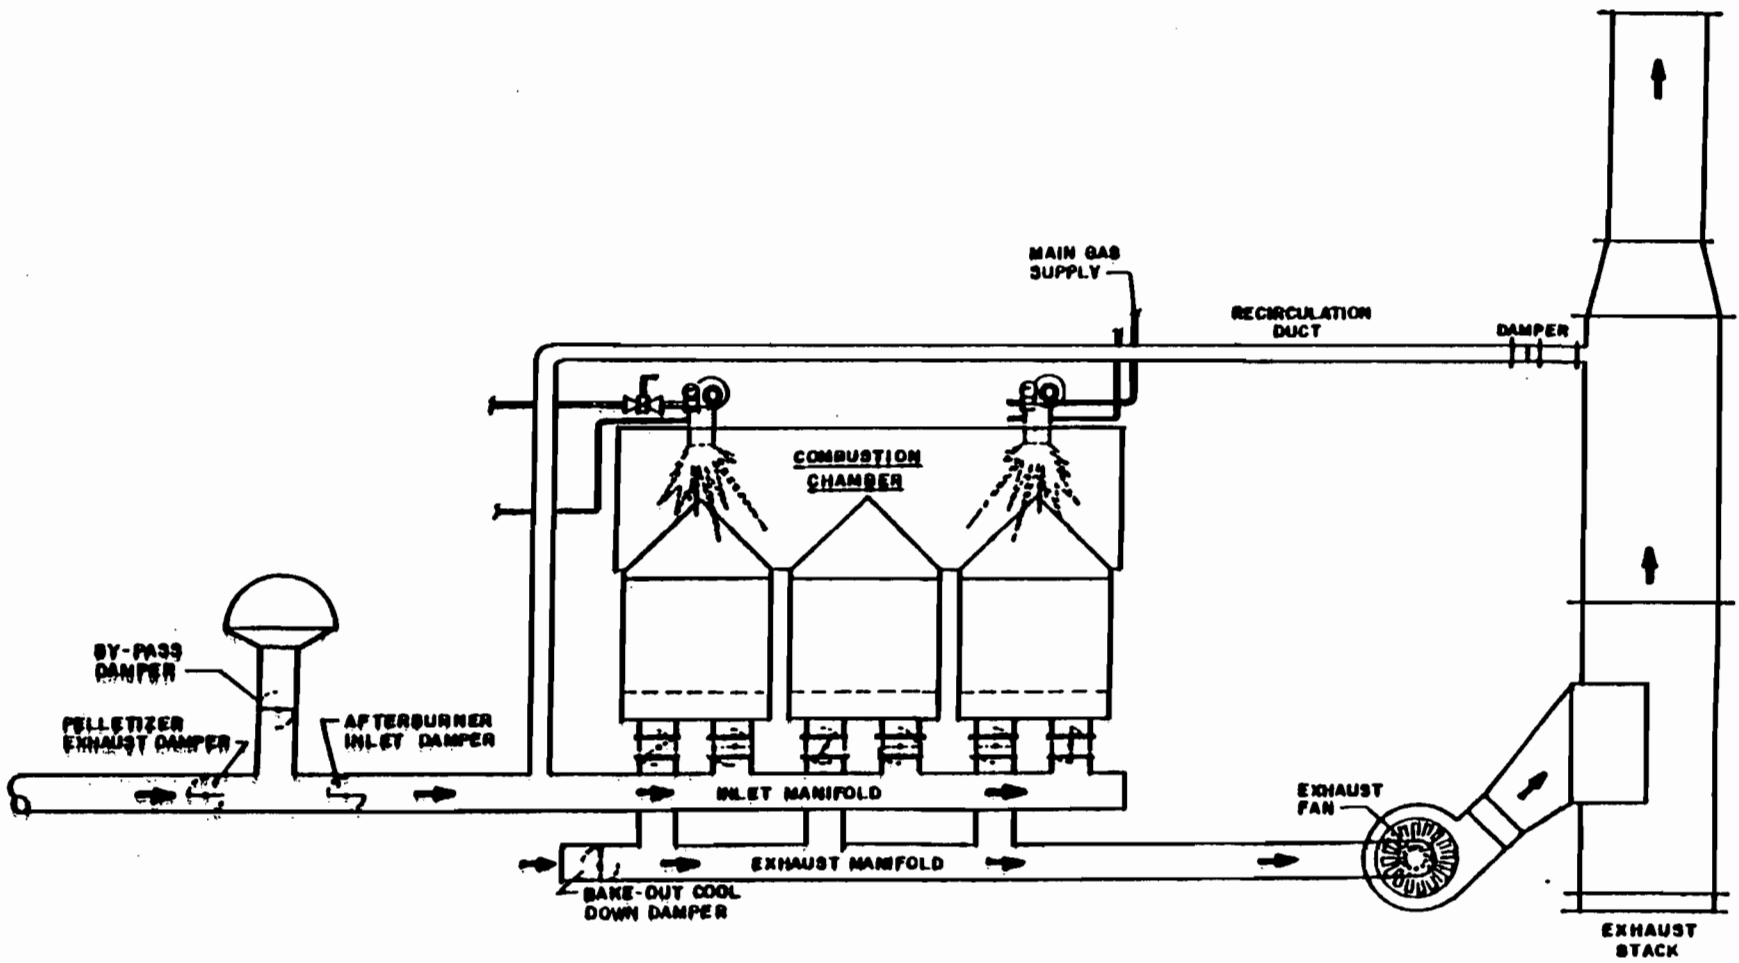 MAIN GAS
SUPPLY
RECIRCULATION
DUCT
DAMPER
COMBUSTION
CHAMBER
BY-PASS
DAMPER
PELLETIZER
EXHAUST DAMPER
AFTERBURNER
INLET DAMPER
INLET MANIFOLD
EXHAUST
FAN
EXHAUST MANIFOLD
BAKE-OUT COOL
DOWN DAMPER
EXHAUST
STACK